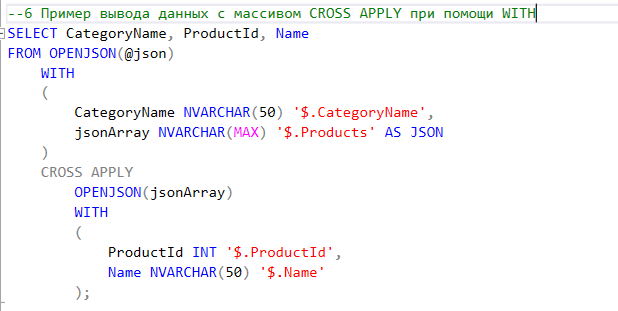 --6 Пример вывода данных с массивом CROSS APPLY при помощи WITH
SELECT CategoryName, ProductId, Name
FROM OPENJSON(@json)
    WITH
    (
        CategoryName NVARCHAR(50) '$.CategoryName',
        jsonArray NVARCHAR(MAX) '$.Products' AS JSON
    )
    CROSS APPLY
        OPENJSON(jsonArray)
        WITH
        (
            ProductId INT '$.ProductId',
            Name NVARCHAR(50) '$.Name'
        );